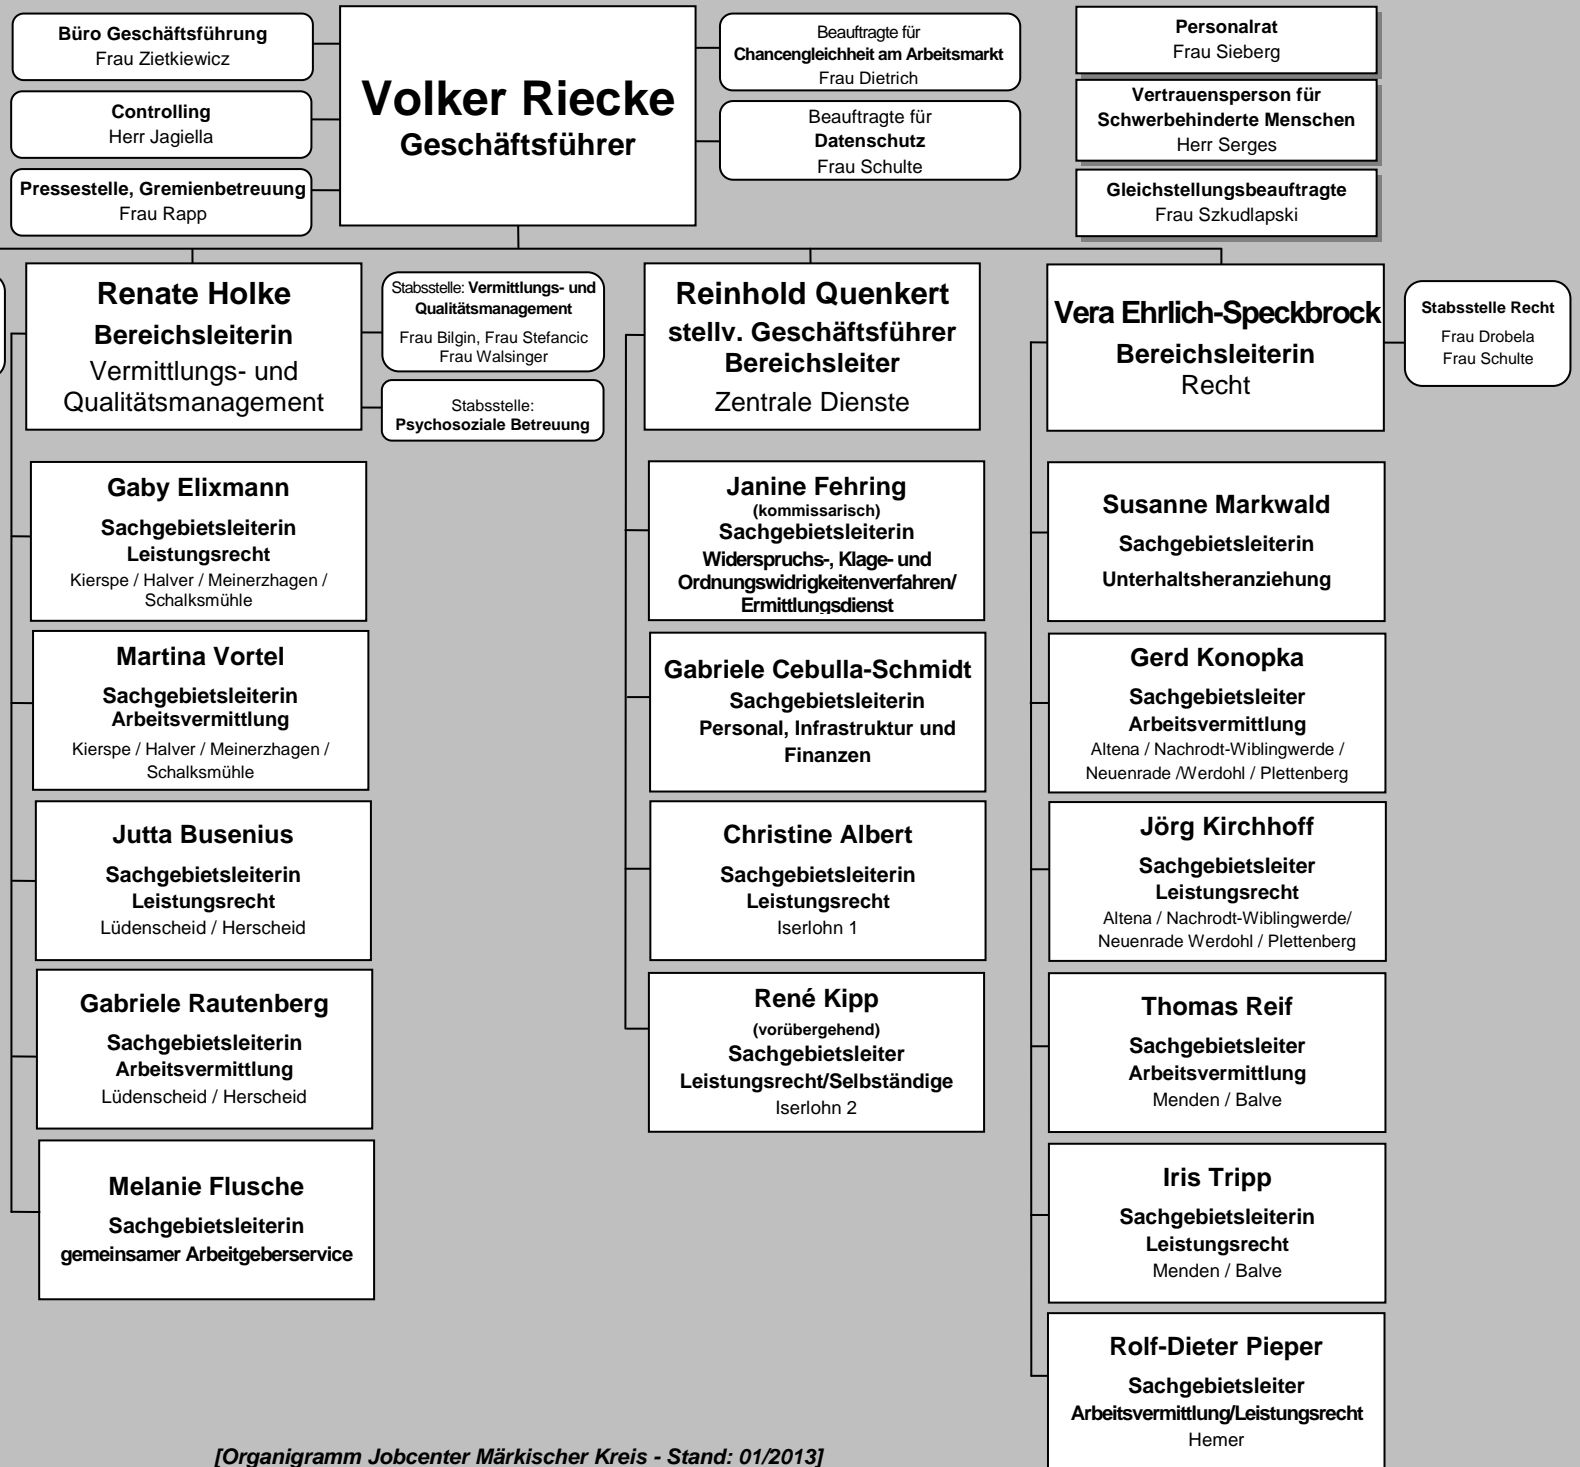 Büro Geschäftsführung
Frau Zietkiewicz
Controlling
Herr Jagiella
Pressestelle, Gremienbetreuung
Frau Rapp
Volker Riecke
Geschäftsführer
Beauftragte für
Chancengleichheit am Arbeitsmarkt
Frau Dietrich
Beauftragte für
Datenschutz
Frau Schulte
Personalrat
Frau Sieberg
Vertrauensperson für
Schwerbehinderte Menschen
Herr Serges
Gleichstellungsbeauftragte
Frau Szkudlapski
Renate Holke
Bereichsleiterin
Vermittlungs- und
Qualitätsmanagement
Stabsstelle: Vermittlungs- und
Qualitätsmanagement
Frau Bilgin, Frau Stefancic
Frau Walsinger
Stabsstelle:
Psychosoziale Betreuung
Gaby Elixmann
Sachgebietsleiterin
Leistungsrecht
Kierspe / Halver / Meinerzhagen /
Schalksmühle
Martina Vortel
Sachgebietsleiterin
Arbeitsvermittlung
Kierspe / Halver / Meinerzhagen /
Schalksmühle
Jutta Busenius
Sachgebietsleiterin
Leistungsrecht
Lüdenscheid / Herscheid
Gabriele Rautenberg
Sachgebietsleiterin
Arbeitsvermittlung
Lüdenscheid / Herscheid
Melanie Flusche
Sachgebietsleiterin
gemeinsamer Arbeitgeberservice
Reinhold Quenkert
stellv. Geschäftsführer
Bereichsleiter
Zentrale Dienste
Janine Fehring
(kommissarisch)
Sachgebietsleiterin
Widerspruchs-, Klage- und
Ordnungswidrigkeitenverfahren/
Ermittlungsdienst
Gabriele Cebulla-Schmidt
Sachgebietsleiterin
Personal, Infrastruktur und
Finanzen
Christine Albert
Sachgebietsleiterin
Leistungsrecht
Iserlohn 1
René Kipp
(vorübergehend)
Sachgebietsleiter
Leistungsrecht/Selbständige
Iserlohn 2
Vera Ehrlich-Speckbrock
Bereichsleiterin
Recht
Stabsstelle Recht
Frau Drobela
Frau Schulte
Susanne Markwald
Sachgebietsleiterin
Unterhaltsheranziehung
Gerd Konopka
Sachgebietsleiter
Arbeitsvermittlung
Altena / Nachrodt-Wiblingwerde /
Neuenrade /Werdohl / Plettenberg
Jörg Kirchhoff
Sachgebietsleiter
Leistungsrecht
Altena / Nachrodt-Wiblingwerde/
Neuenrade Werdohl / Plettenberg
Thomas Reif
Sachgebietsleiter
Arbeitsvermittlung
Menden / Balve
Iris Tripp
Sachgebietsleiterin
Leistungsrecht
Menden / Balve
Rolf-Dieter Pieper
Sachgebietsleiter
Arbeitsvermittlung/Leistungsrecht
Hemer
[Organigramm Jobcenter Märkischer Kreis - Stand: 01/2013]